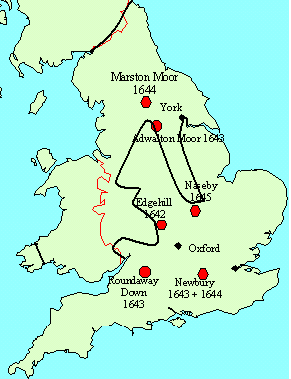 Marston Moor
1644
York
Adwalton Moor 1643
Naseby
1645
Edgehill
1642
Oxford
Roundaway
Down
1643
Newbury
1643 + 1644